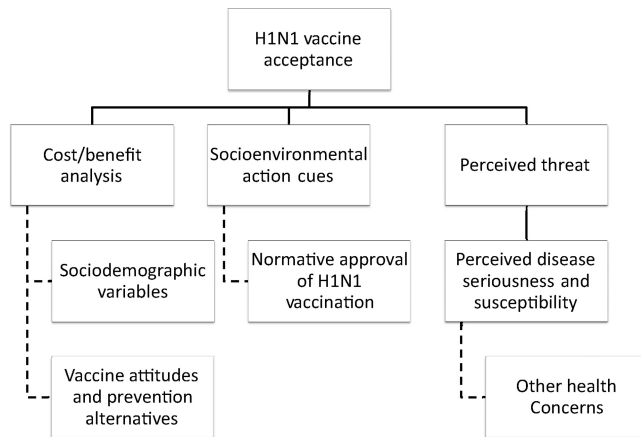 H1N1 vaccine
acceptance
Cost/benefit
analysis
Socioenvironmental
action cues
Perceived threat
Sociodemographic
variables
Normative approval
of H1N1
vaccination
Perceived disease
seriousness and
susceptibility
Vaccine attitudes
and prevention
alternatives
Other health
Concerns